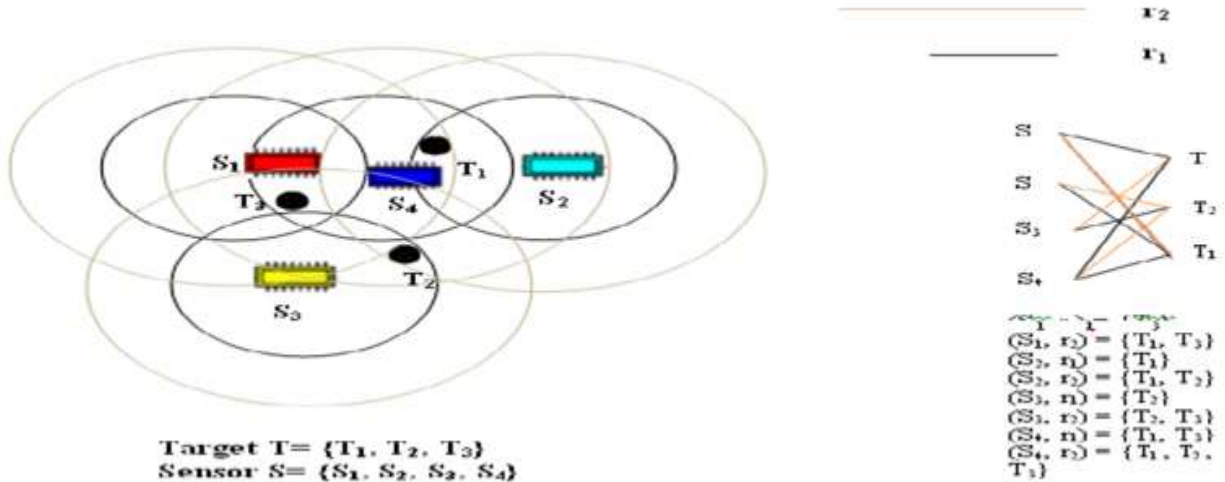 r₂
r₁
S₁
T₁
S₄
S₂
T₃
T₂
S₃
S
T
S
T₂
S₃
T₁
S₄
(S₁, r₂) = {T₁, T₃}
(S₂, r₁) = {T₁}
(S₂, r₂) = {T₁, T₂}
(S₃, r₁) = {T₂}
(S₃, r₂) = {T₂, T₃}
(S₄, r₁) = {T₁, T₃}
(S₄, r₂) = {T₁, T₂,
T₃}
Target T= {T₁, T₂, T₃}
Sensor S= {S₁, S₂, S₃, S₄}